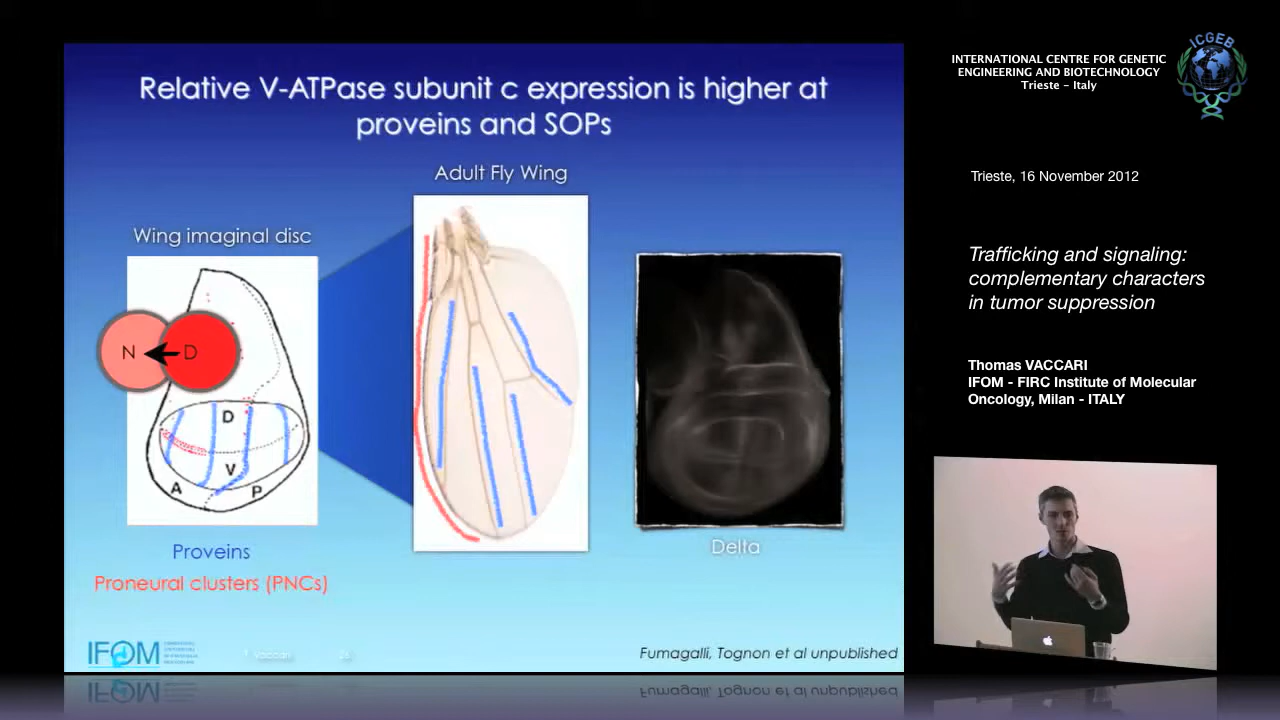 Relative V-ATPase subunit c expression is higher at
proveins and SOPs
Adult Fly Wing
Wing imaginal disc
N
D
D
V
A
P
Delta
Proveins
Proneural clusters (PNCs)
IFOM
Vaccari
Fumagalli, Tognon et al unpublished
INTERNATIONAL CENTRE FOR GENETIC
ENGINEERING AND BIOTECHNOLOGY
Trieste - Italy
ICGEB
Trieste, 16 November 2012
Trafficking and signaling:
complementary characters
in tumor suppression
Thomas VACCARI
IFOM - FIRC Institute of Molecular
Oncology, Milan - ITALY